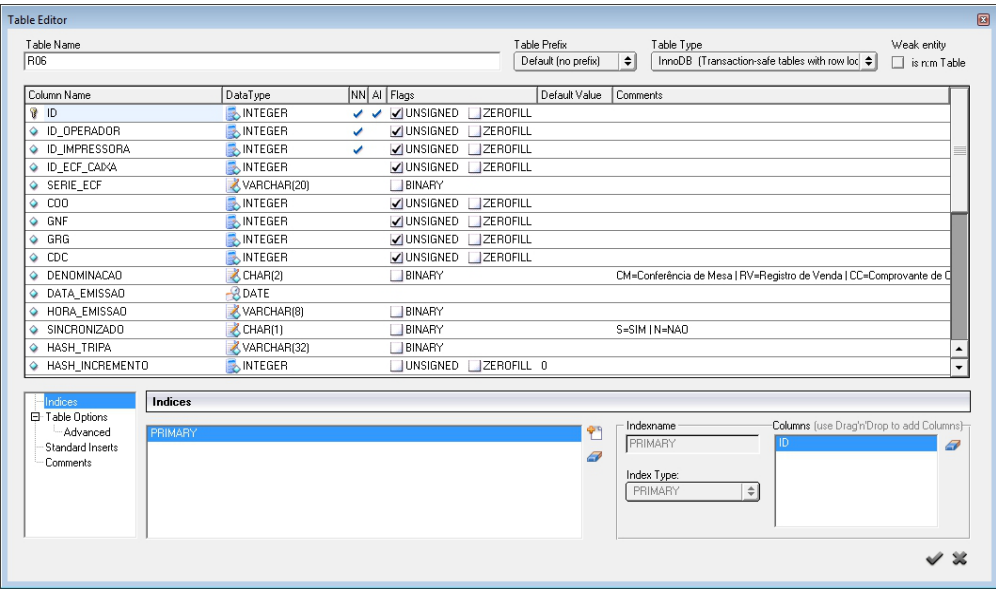 Table Editor
Table Name
Table Prefix
Table Type
Weak entity
R06
Default (no prefix)
InnoDB (Transaction-safe tables with row loc
is n:m Table
Column Name DataType NN AI Flags Default Value Comments
ID INTEGER UNSIGNED ZEROFILL
ID_OPERADOR INTEGER UNSIGNED ZEROFILL
ID_IMPRESSORA INTEGER UNSIGNED ZEROFILL
ID_ECF_CAIXA INTEGER UNSIGNED ZEROFILL
SERIE_ECF VARCHAR(20) BINARY
COO INTEGER UNSIGNED ZEROFILL
GNF INTEGER UNSIGNED ZEROFILL
GRG INTEGER UNSIGNED ZEROFILL
CDC INTEGER UNSIGNED ZEROFILL
DENOMINACAO CHAR(2) BINARY CM=Conferência de Mesa | RV=Registro de Venda | CC=Comprovante de C
DATA_EMISSAO DATE
HORA_EMISSAO VARCHAR(8) BINARY
SINCRONIZADO CHAR(1) BINARY S=SIM | N=NAO
HASH_TRIPA VARCHAR(32) BINARY
HASH_INCREMENTO INTEGER UNSIGNED ZEROFILL 0
Indices
Table Options
Advanced
Standard Inserts
Comments
Indices
PRIMARY
Indexname
PRIMARY
Index Type:
PRIMARY
Columns (use Drag'n'Drop to add Columns)
ID